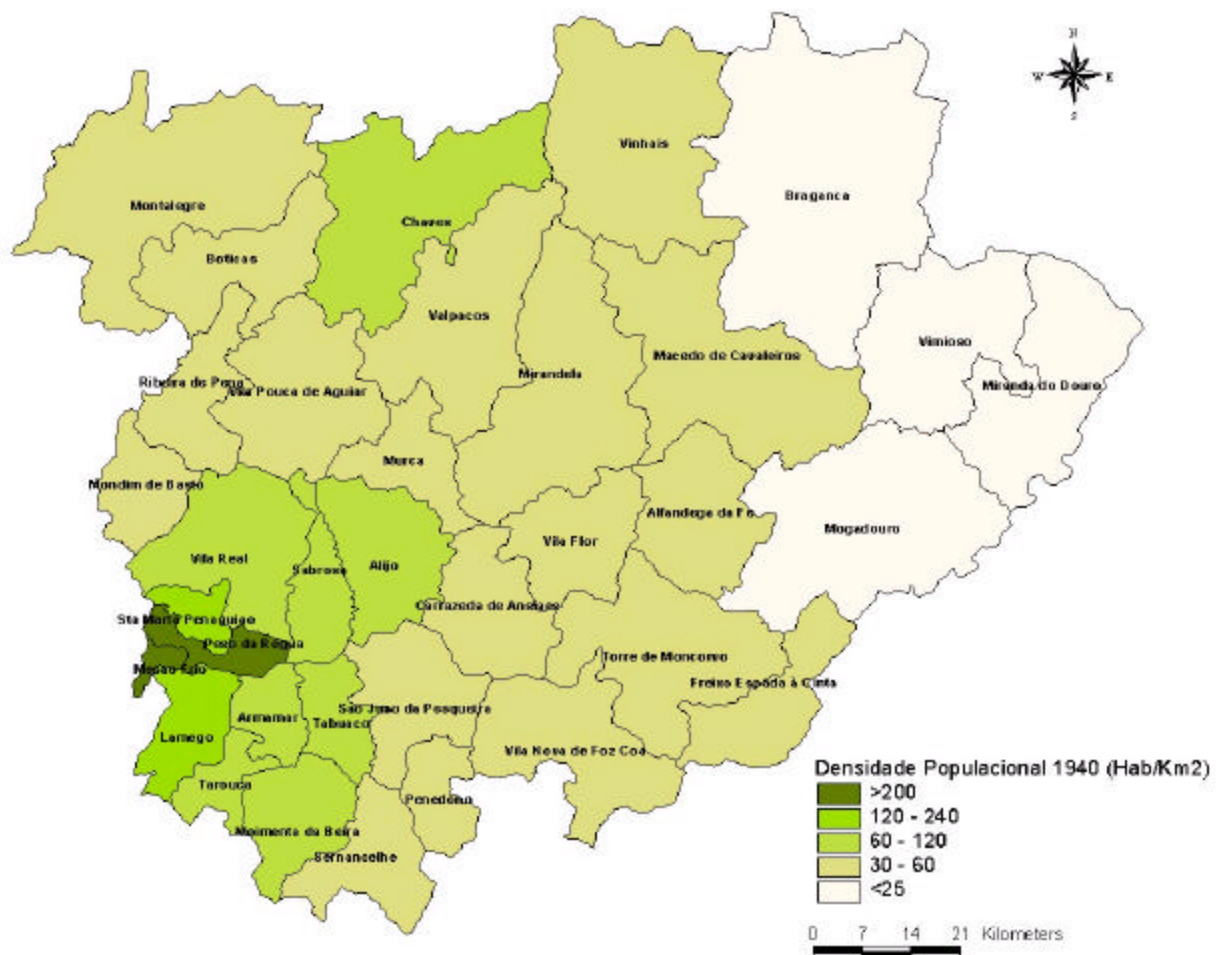 N
W E
S
Vinhais
Braganca
Montalegre
Chaves
Boticas
Valpacos
Vimioso
Macedo de Cavaleiros
Mirandela
Ribeira de Pena
Vila Pouca de Aguiar
Miranda do Douro
Murca
Mondim de Basto
Alfandega da Fe
Mogadouro
Vila Flor
Vila Real
Sabrosa
Alijo
Carrazeda de Ansiaes
Sta Marta Penaguiao
Peso da Regua
Mesao Frio
Torre de Moncorvo
Freixo Espada à Cinta
Sao Joao da Pesqueira
Armamar
Tabuaco
Lamego
Vila Nova de Foz Coa
Tarouca
Penedono
Moimenta da Beira
Sernancelhe
Densidade Populacional 1940 (Hab/Km2)
>200
120 - 240
60 - 120
30 - 60
<25
0 7 14 21 Kilometers